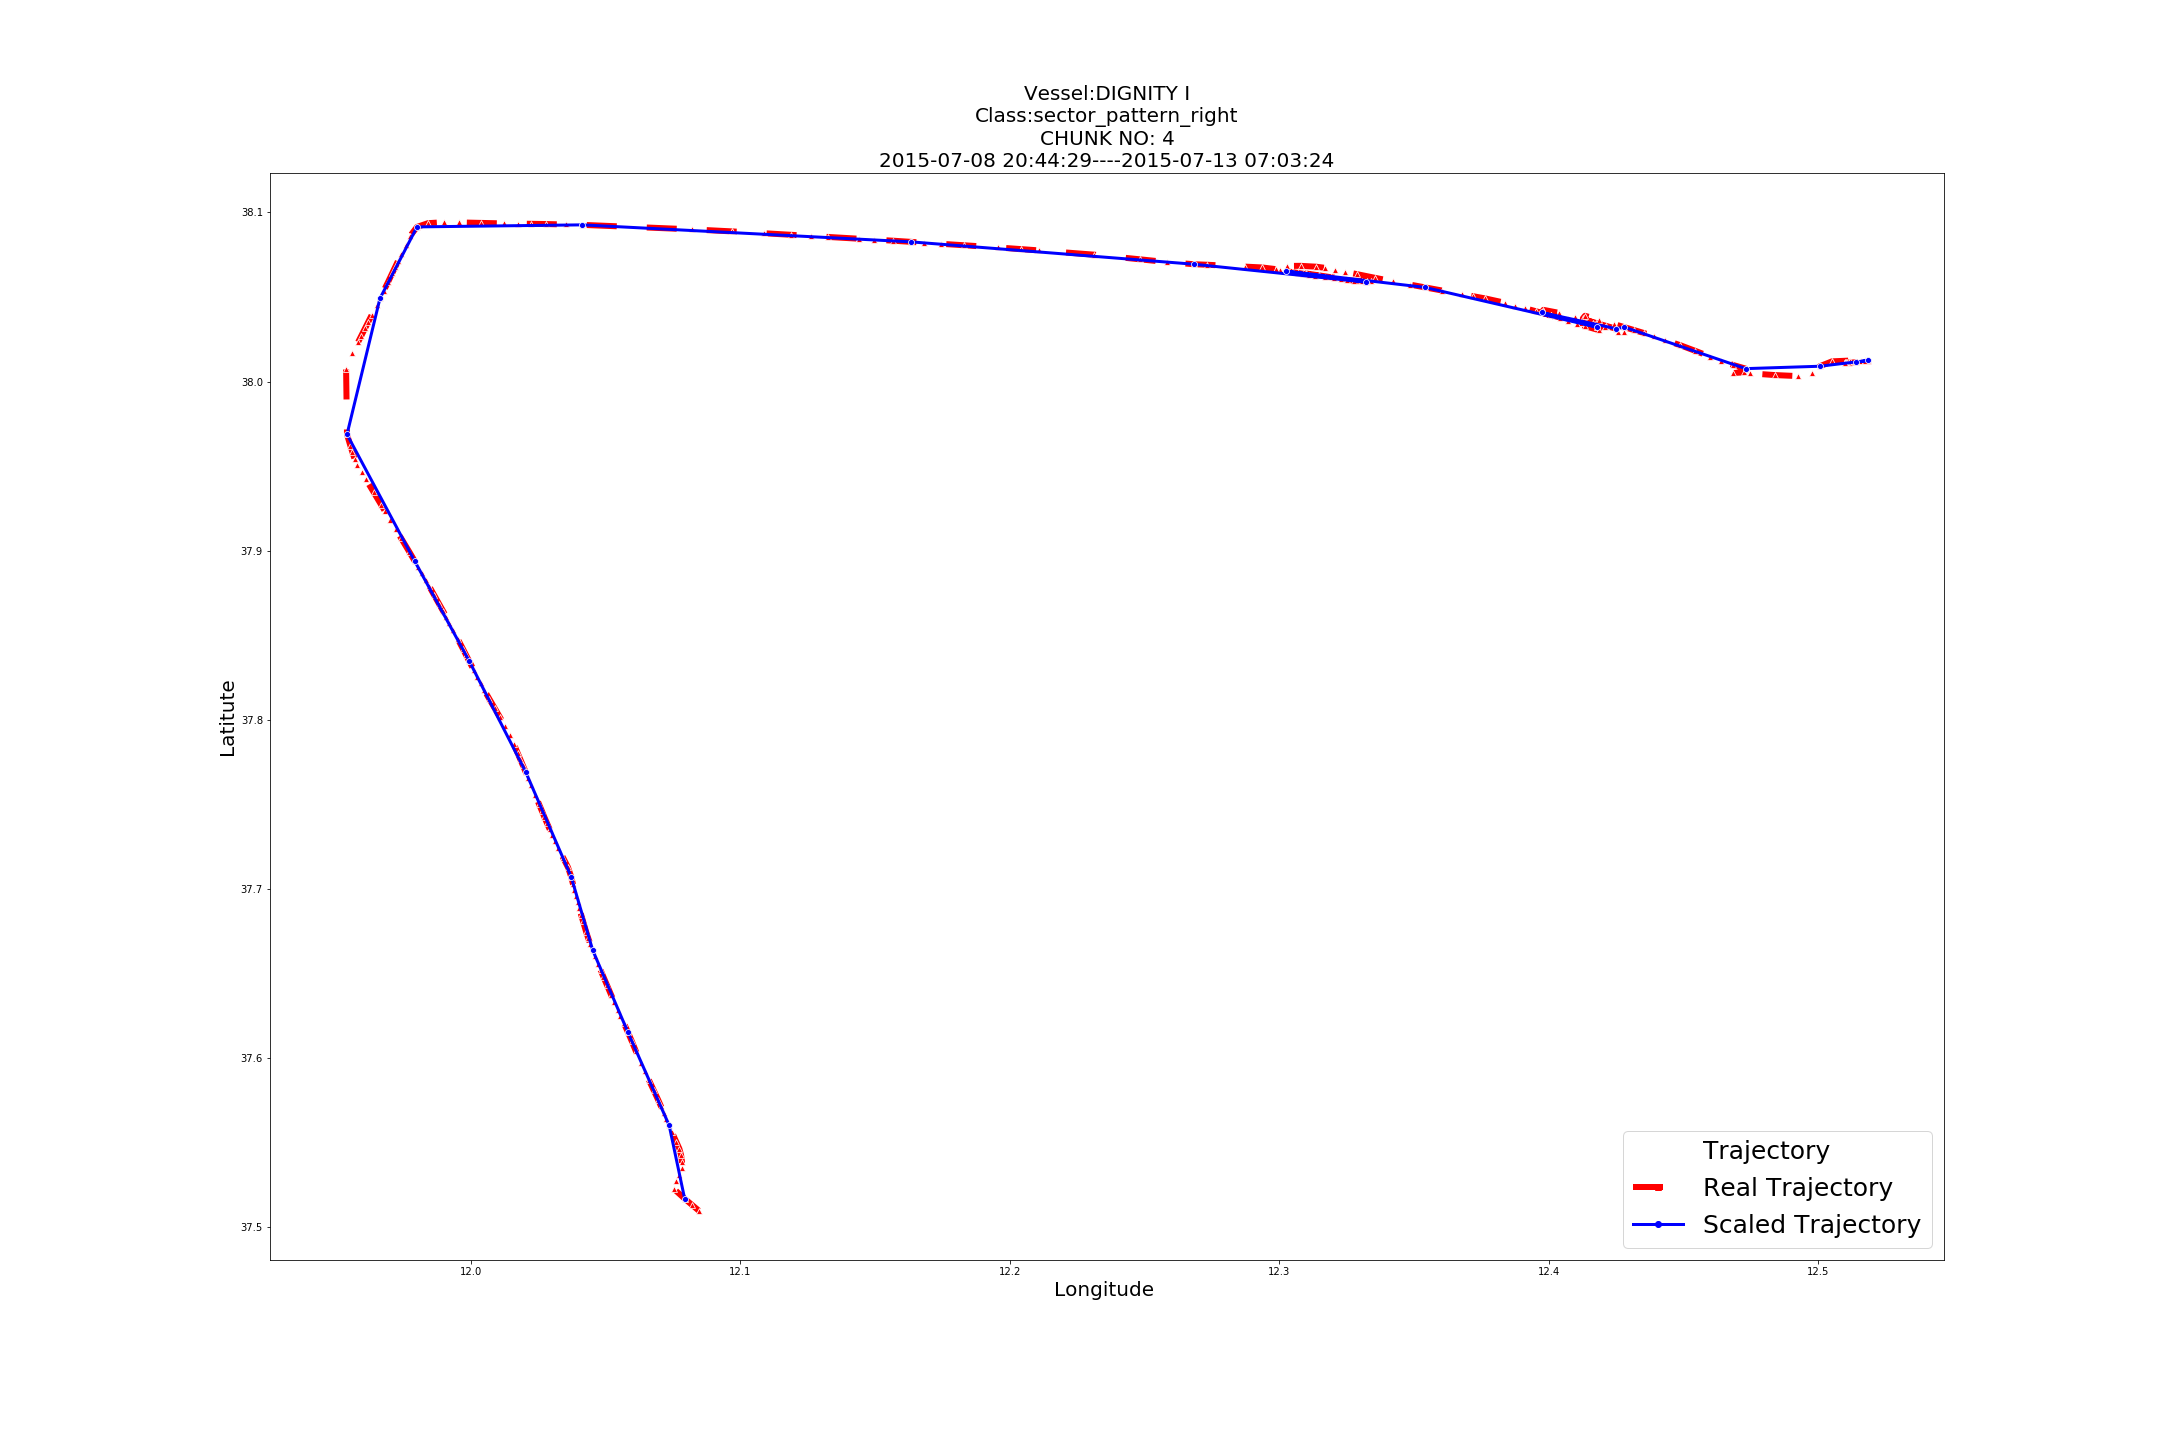 Vessel:DIGNITY I
Class:sector_pattern_right
CHUNK NO: 4
2015-07-08 20:44:29----2015-07-13 07:03:24
38.1
38.0
37.9
37.8
37.7
37.6
37.5
Latitute
12.0
12.1
12.2
12.3
12.4
12.5
Longitude
Trajectory
Real Trajectory
Scaled Trajectory